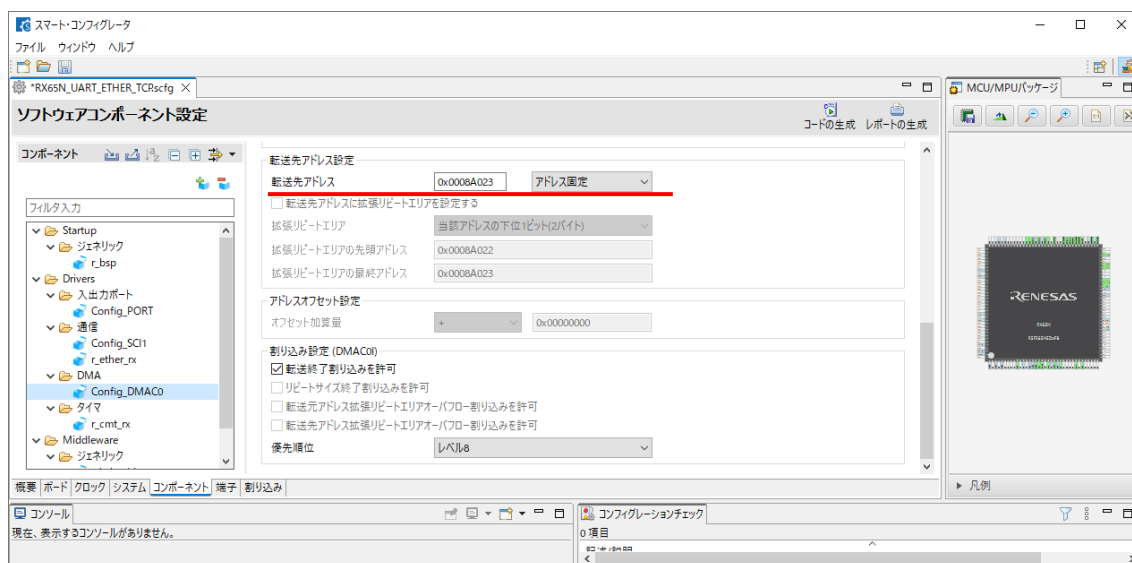 スマート・コンフィグレータ
ファイル ウィンドウ ヘルプ
*RX65N_UART_ETHER_TCP.scfg
MCU/MPUパッケージ
ソフトウェアコンポーネント設定
コードの生成 レポートの生成
コンポーネント
フィルタ入力
Startup
ジェネリック
r_bsp
Drivers
入出力ポート
Config_PORT
通信
Config_SCI1
r_ether_rx
DMA
Config_DMAC0
タイマ
r_cmt_rx
Middleware
ジェネリック
転送先アドレス設定
転送先アドレス 0x0008A023 アドレス固定
転送先アドレスに拡張リピートエリアを設定する
拡張リピートエリア 当該アドレスの下位1ビット(2バイト)
拡張リピートエリアの先頭アドレス 0x0008A022
拡張リピートエリアの最終アドレス 0x0008A023
アドレスオフセット設定
オフセット加算量 + 0x00000000
割り込み設定 (DMAC0I)
転送終了割り込みを許可
リピートサイズ終了割り込みを許可
転送元アドレス拡張リピートエリアオーバフロー割り込みを許可
転送先アドレス拡張リピートエリアオーバフロー割り込みを許可
優先順位 レベル8
RENESAS
凡例
概要 ボード クロック システム コンポーネント 端子 割り込み
コンソール
現在、表示するコンソールがありません。
コンフィグレーションチェック
0 項目